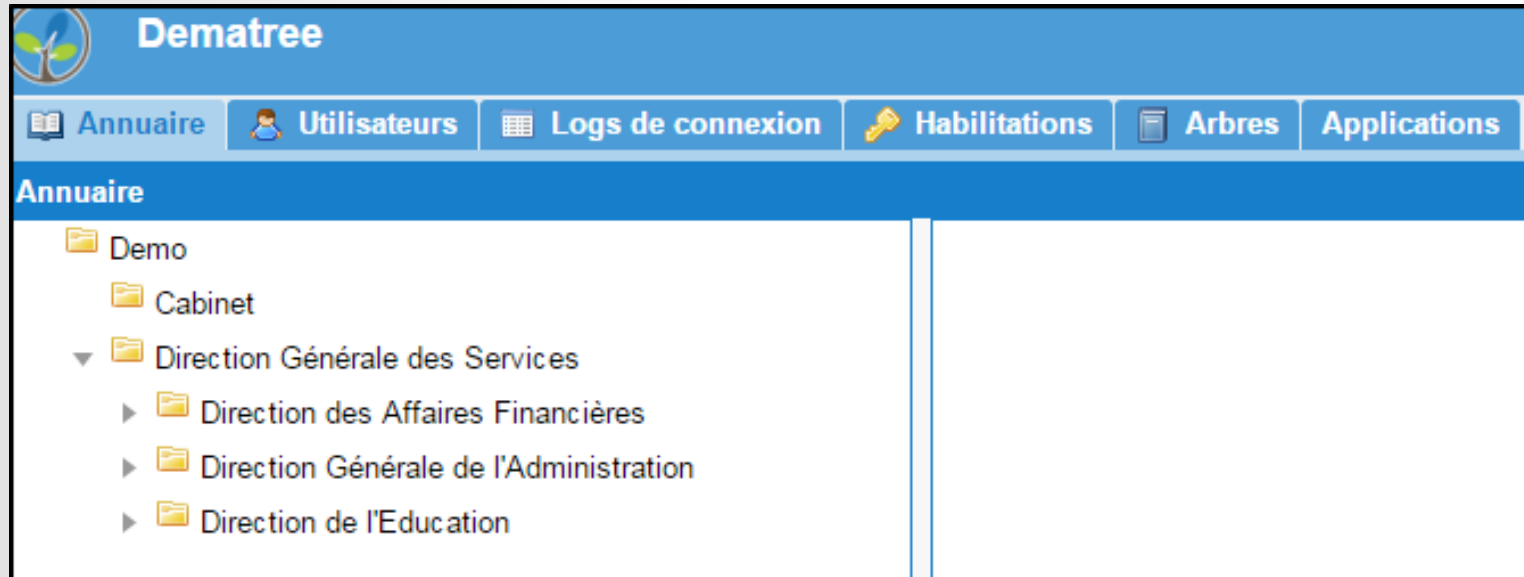 Dematree
Annuaire Utilisateurs Logs de connexion Habilitations Arbres Applications
Annuaire
Demo
Cabinet
Direction Générale des Services
Direction des Affaires Financières
Direction Générale de l'Administration
Direction de l'Education